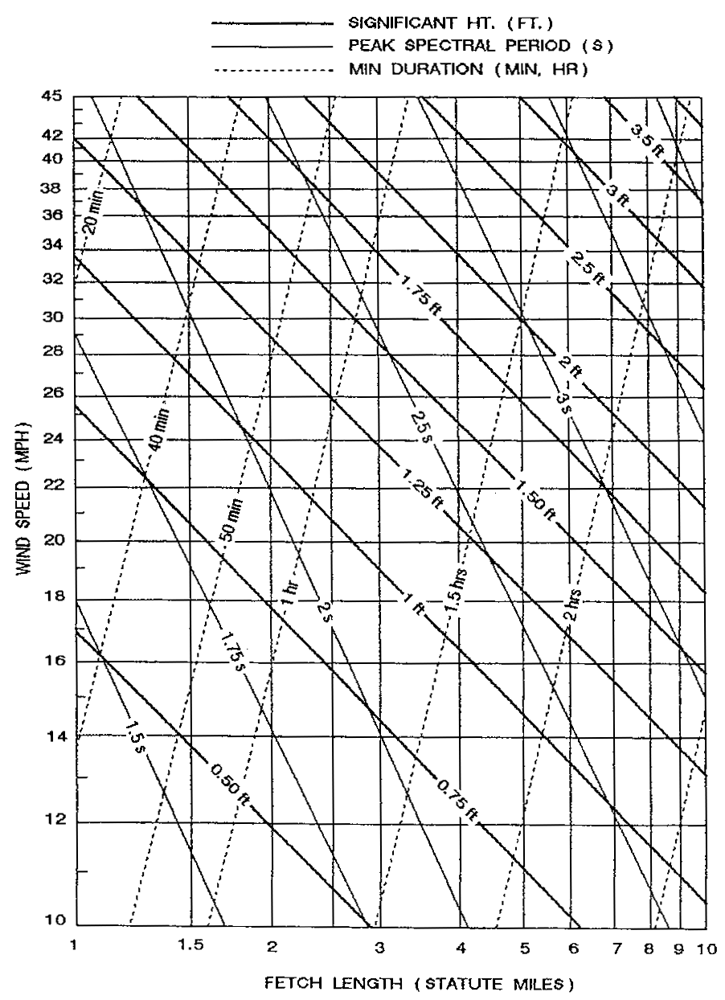 SIGNIFICANT HT. (FT.)
PEAK SPECTRAL PERIOD (S)
MIN DURATION (MIN, HR)
45
42
40
38
36
34
32
30
28
26
24
22
20
18
16
14
12
10
WIND SPEED (MPH)
20 min
40 min
50 min
1 hr
1.5 hrs
2 hrs
1.5 s
1.75 s
2 s
2.5 s
3 s
0.50 ft
0.75 ft
1 ft
1.25 ft
1.50 ft
1.75 ft
2 ft
2.5 ft
3 ft
3.5 ft
1 1.5 2 3 4 5 6 7 8 9 10
FETCH LENGTH (STATUTE MILES)